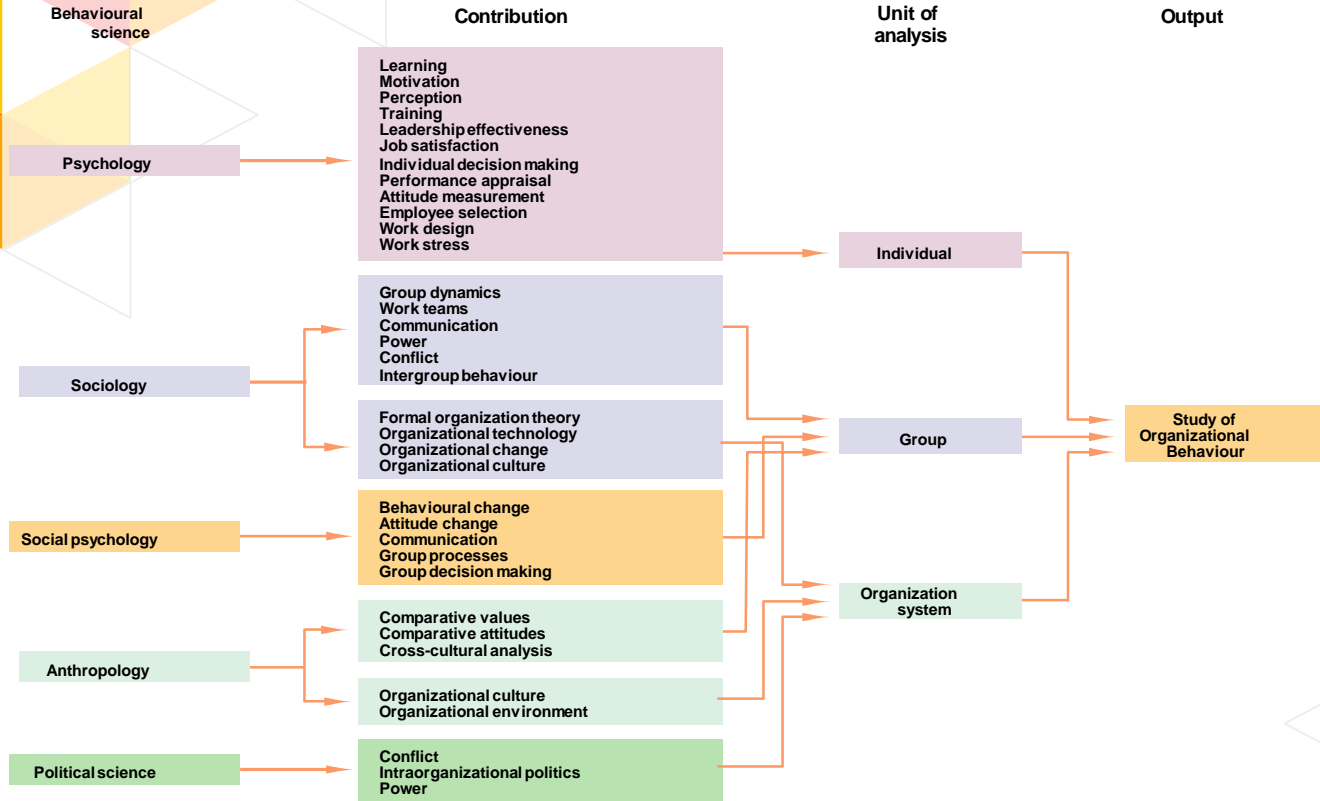 Behavioural
science
Contribution
Unit of
analysis
Output
Psychology
Learning
Motivation
Perception
Training
Leadership effectiveness
Job satisfaction
Individual decision making
Performance appraisal
Attitude measurement
Employee selection
Work design
Work stress
Individual
Sociology
Group dynamics
Work teams
Communication
Power
Conflict
Intergroup behaviour
Formal organization theory
Organizational technology
Organizational change
Organizational culture
Group
Study of
Organizational
Behaviour
Social psychology
Behavioural change
Attitude change
Communication
Group processes
Group decision making
Organization
system
Anthropology
Comparative values
Comparative attitudes
Cross-cultural analysis
Organizational culture
Organizational environment
Political science
Conflict
Intraorganizational politics
Power